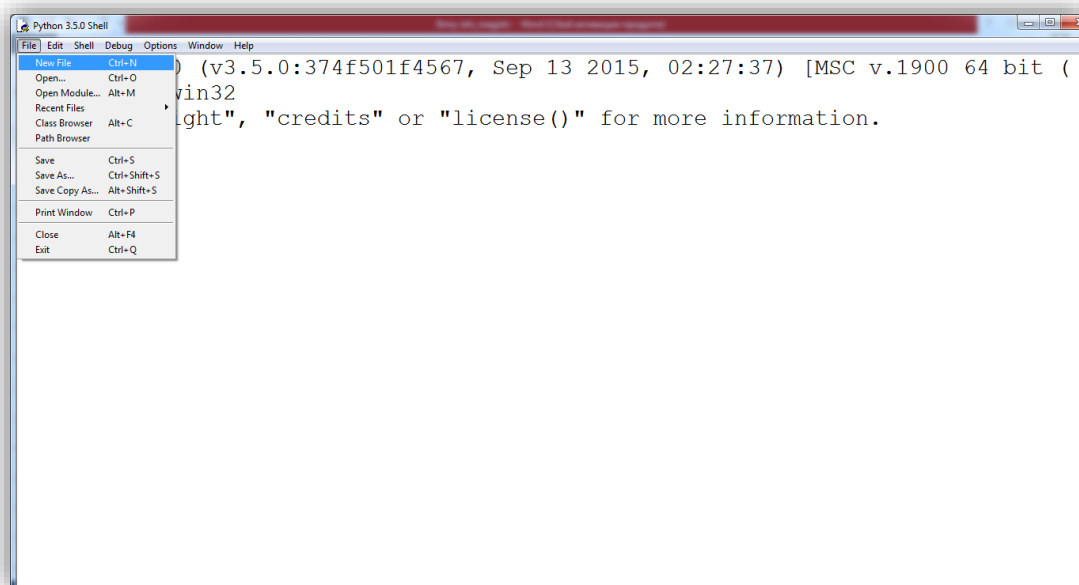 Python 3.5.0 Shell
File Edit Shell Debug Options Window Help
New File Ctrl+N
Open... Ctrl+O
Open Module... Alt+M
Recent Files
Class Browser Alt+C
Path Browser
Save Ctrl+S
Save As... Ctrl+Shift+S
Save Copy As... Alt+Shift+S
Print Window Ctrl+P
Close Alt+F4
Exit Ctrl+Q
) (v3.5.0:374f501f4567, Sep 13 2015, 02:27:37) [MSC v.1900 64 bit (
win32
ight", "credits" or "license()" for more information.